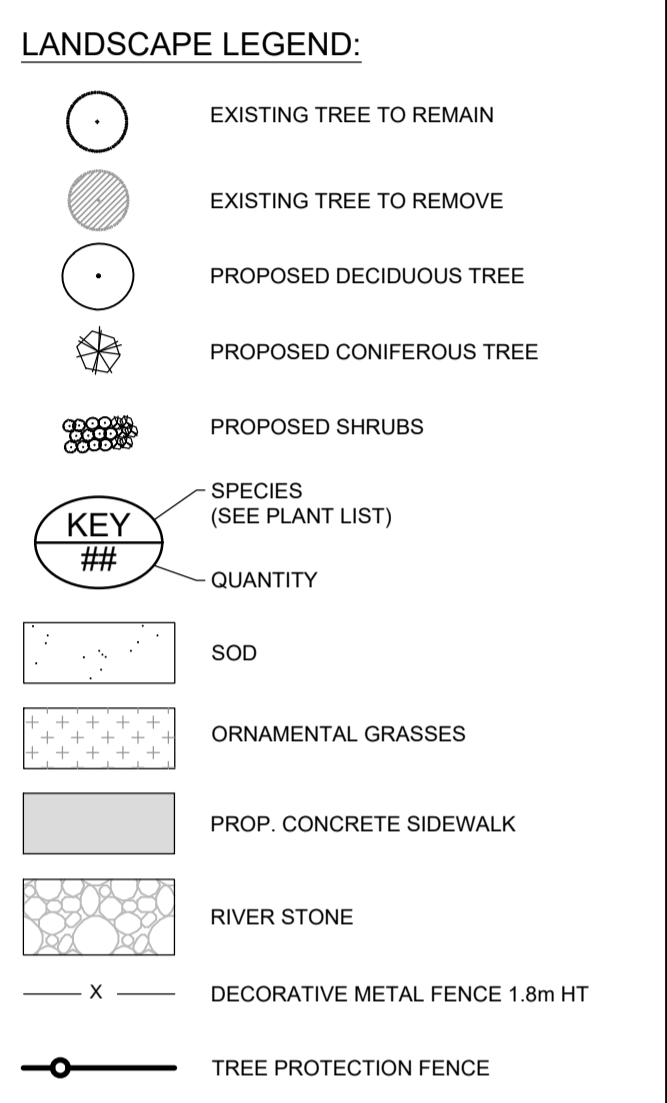 LANDSCAPE LEGEND:
EXISTING TREE TO REMAIN
EXISTING TREE TO REMOVE
PROPOSED DECIDUOUS TREE
PROPOSED CONIFEROUS TREE
PROPOSED SHRUBS
KEY
##
SPECIES
(SEE PLANT LIST)
QUANTITY
SOD
ORNAMENTAL GRASSES
PROP. CONCRETE SIDEWALK
RIVER STONE
X
DECORATIVE METAL FENCE 1.8m HT
TREE PROTECTION FENCE